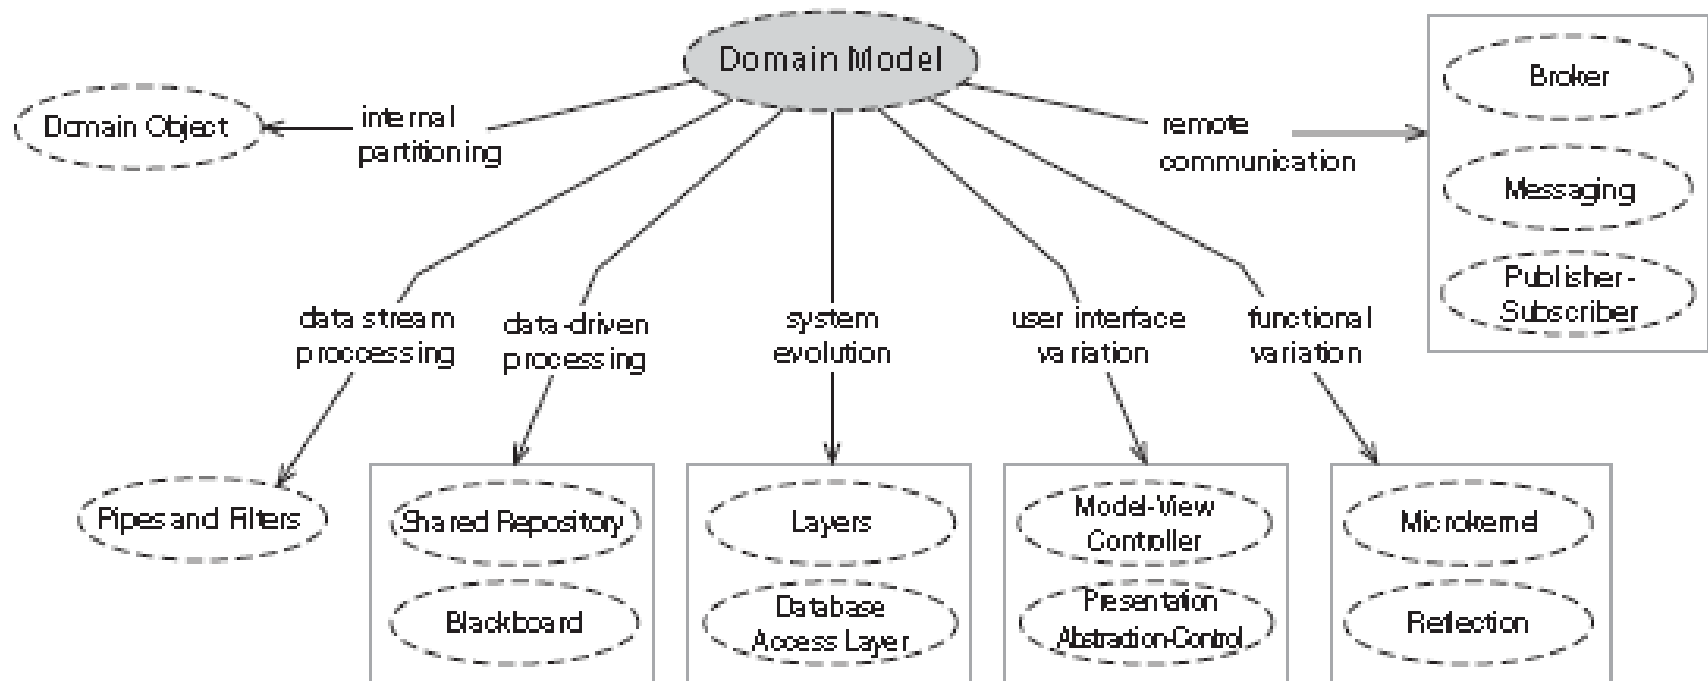 Domain Model
Broker
Domain Object
internal
partitioning
remote
communication
Messaging
Publisher-
Subscriber
data stream
proccessing
data-driven
processing
system
evolution
user interface
variation
functional
variation
Pipes and Filters
Shared Repository
Blackboard
Layers
Database
Access Layer
Model-View
Controller
Presentation
Abstraction-Control
Microkernel
Reflection